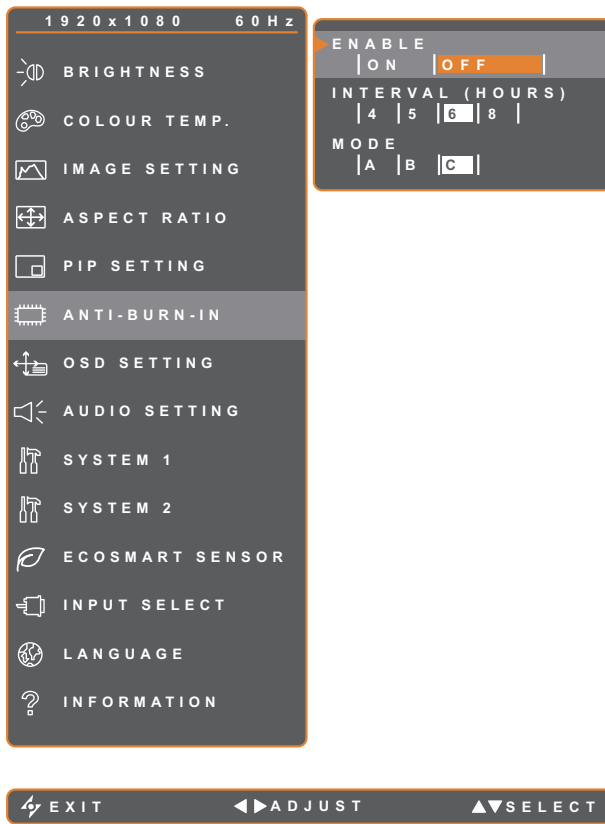 1920x1080 60Hz
BRIGHTNESS
COLOUR TEMP.
IMAGE SETTING
ASPECT RATIO
PIP SETTING
ANTI-BURN-IN
OSD SETTING
AUDIO SETTING
SYSTEM 1
SYSTEM 2
ECOSMART SENSOR
INPUT SELECT
LANGUAGE
INFORMATION
ENABLE
ON OFF
INTERVAL (HOURS)
4 5 6 8
MODE
A B C
EXIT ADJUST SELECT